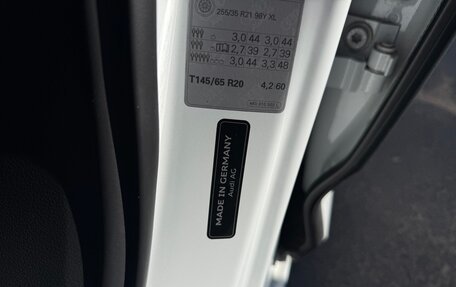 255/35 R21 98Y XL
3,0 44 3,0 44
2,7 39 2,7 39
3,0 44 3,3 48
T145/65 R20 4,2 60
MADE IN GERMANY
Audi AG